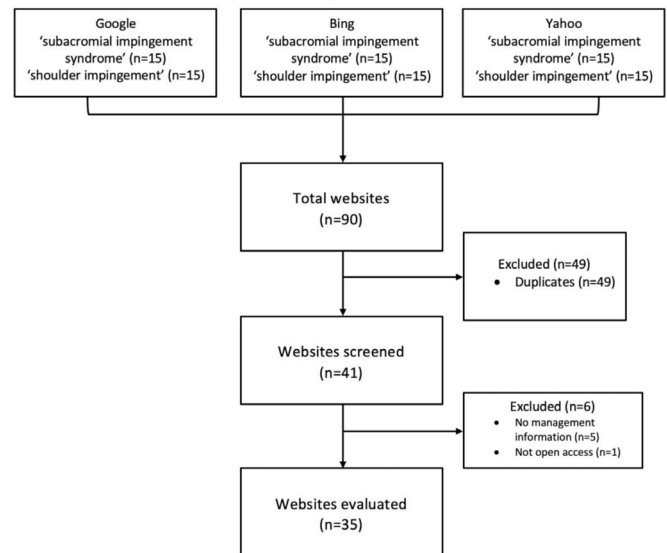 Google
‘subacromial impingement
syndrome’ (n=15)
‘shoulder impingement’ (n=15)
Bing
‘subacromial impingement
syndrome’ (n=15)
‘shoulder impingement’ (n=15)
Yahoo
‘subacromial impingement
syndrome’ (n=15)
‘shoulder impingement’ (n=15)
Total websites
(n=90)
Excluded (n=49)
• Duplicates (n=49)
Websites screened
(n=41)
Excluded (n=6)
• No management
information (n=5)
• Not open access (n=1)
Websites evaluated
(n=35)